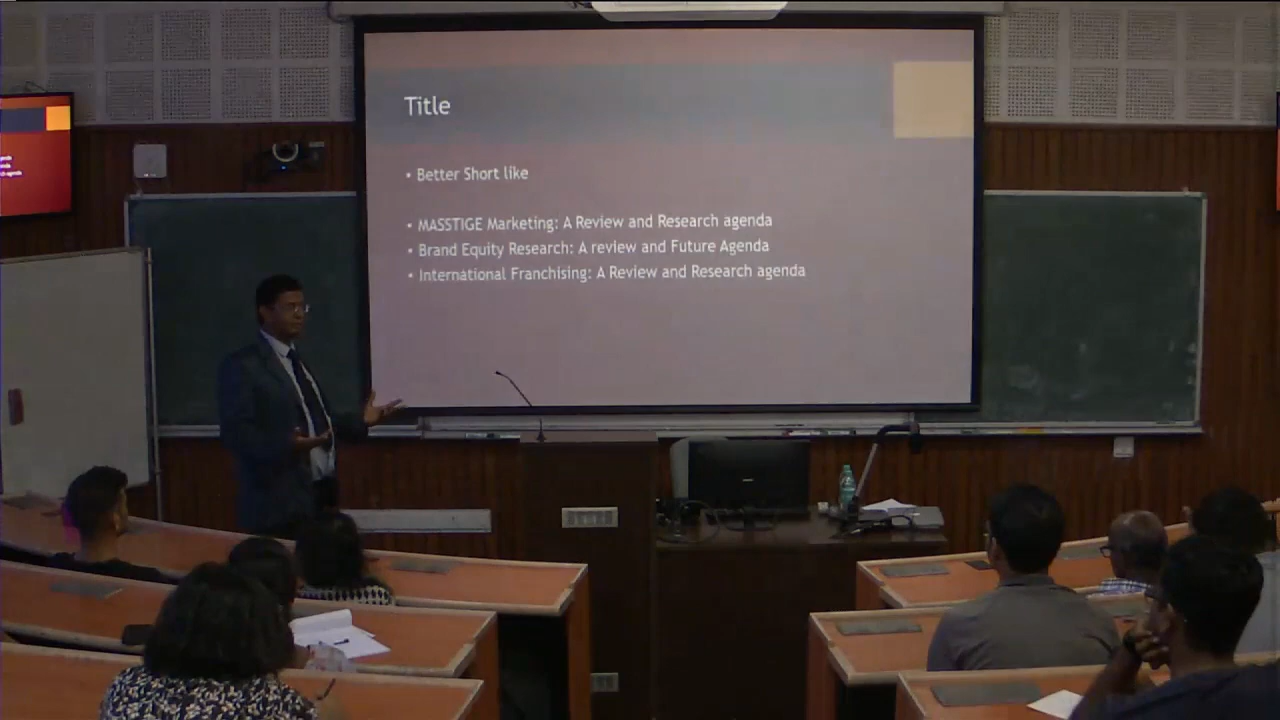 Title
• Better Short like
• MASSTIGE Marketing: A Review and Research agenda
• Brand Equity Research: A review and Future Agenda
• International Franchising: A Review and Research agenda